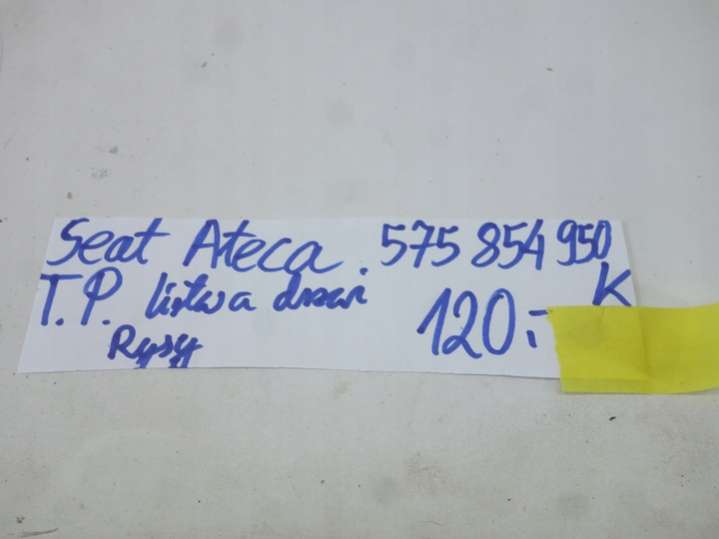 Seat Ateca. 575 854 950
K
T.P. listwa drzwi 120,-
Rysy